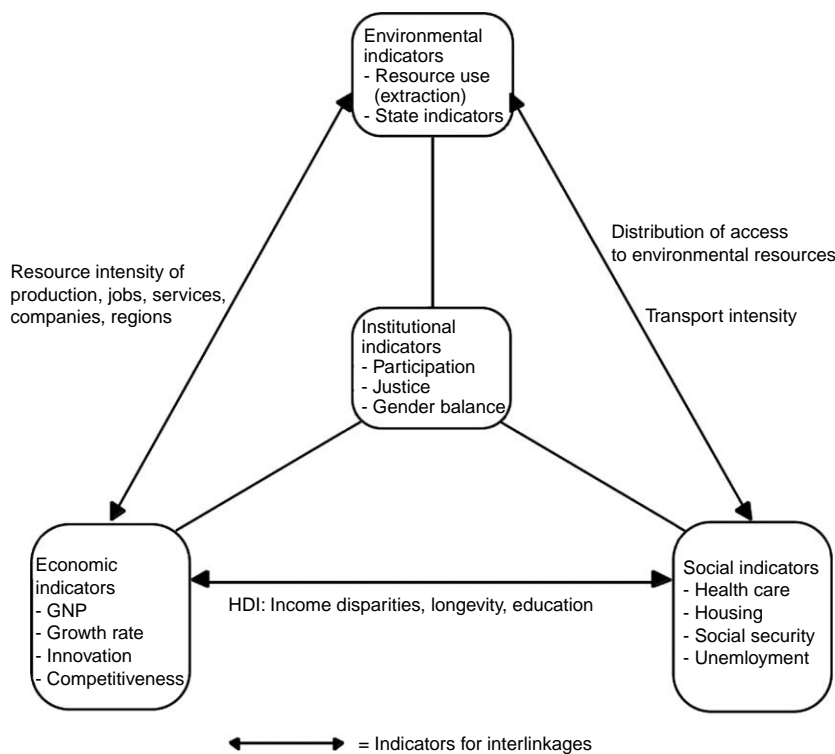 Environmental
indicators
- Resource use
(extraction)
- State indicators
Distribution of access
to environmental resources
Resource intensity of
production, jobs, services,
companies, regions
Transport intensity
Institutional
indicators
- Participation
- Justice
- Gender balance
Economic
indicators
- GNP
- Growth rate
- Innovation
- Competitiveness
HDI: Income disparities, longevity, education
Social indicators
- Health care
- Housing
- Social security
- Unemloyment
= Indicators for interlinkages